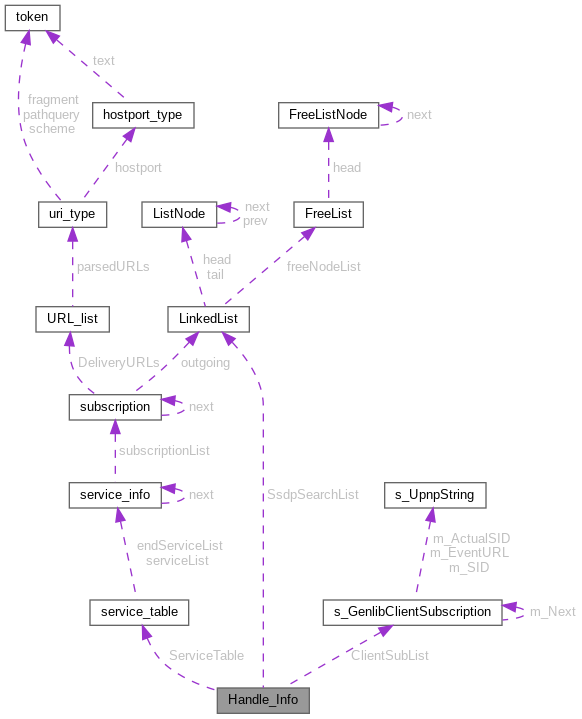 token
text
fragment
pathquery
scheme
hostport_type
FreeListNode
next
hostport
head
uri_type
ListNode
next
prev
FreeList
parsedURLs
head
tail
freeNodeList
URL_list
LinkedList
DeliveryURLs
outgoing
subscription
next
subscriptionList
service_info
next
SsdpSearchList
s_UpnpString
endServiceList
serviceList
m_ActualSID
m_EventURL
m_SID
service_table
s_GenlibClientSubscription
m_Next
ServiceTable
ClientSubList
Handle_Info